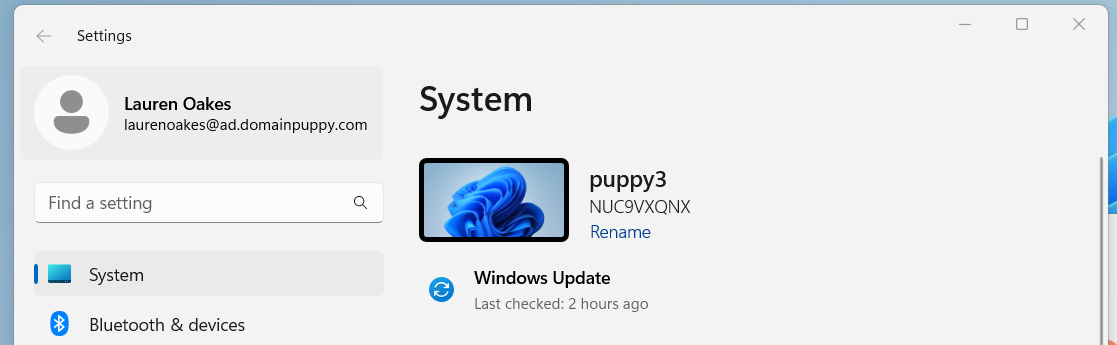 Settings
Lauren Oakes
laurenoakes@ad.domainpuppy.com
Find a setting
System
Bluetooth & devices
System
puppy3
NUC9VXQNX
Rename
Windows Update
Last checked: 2 hours ago